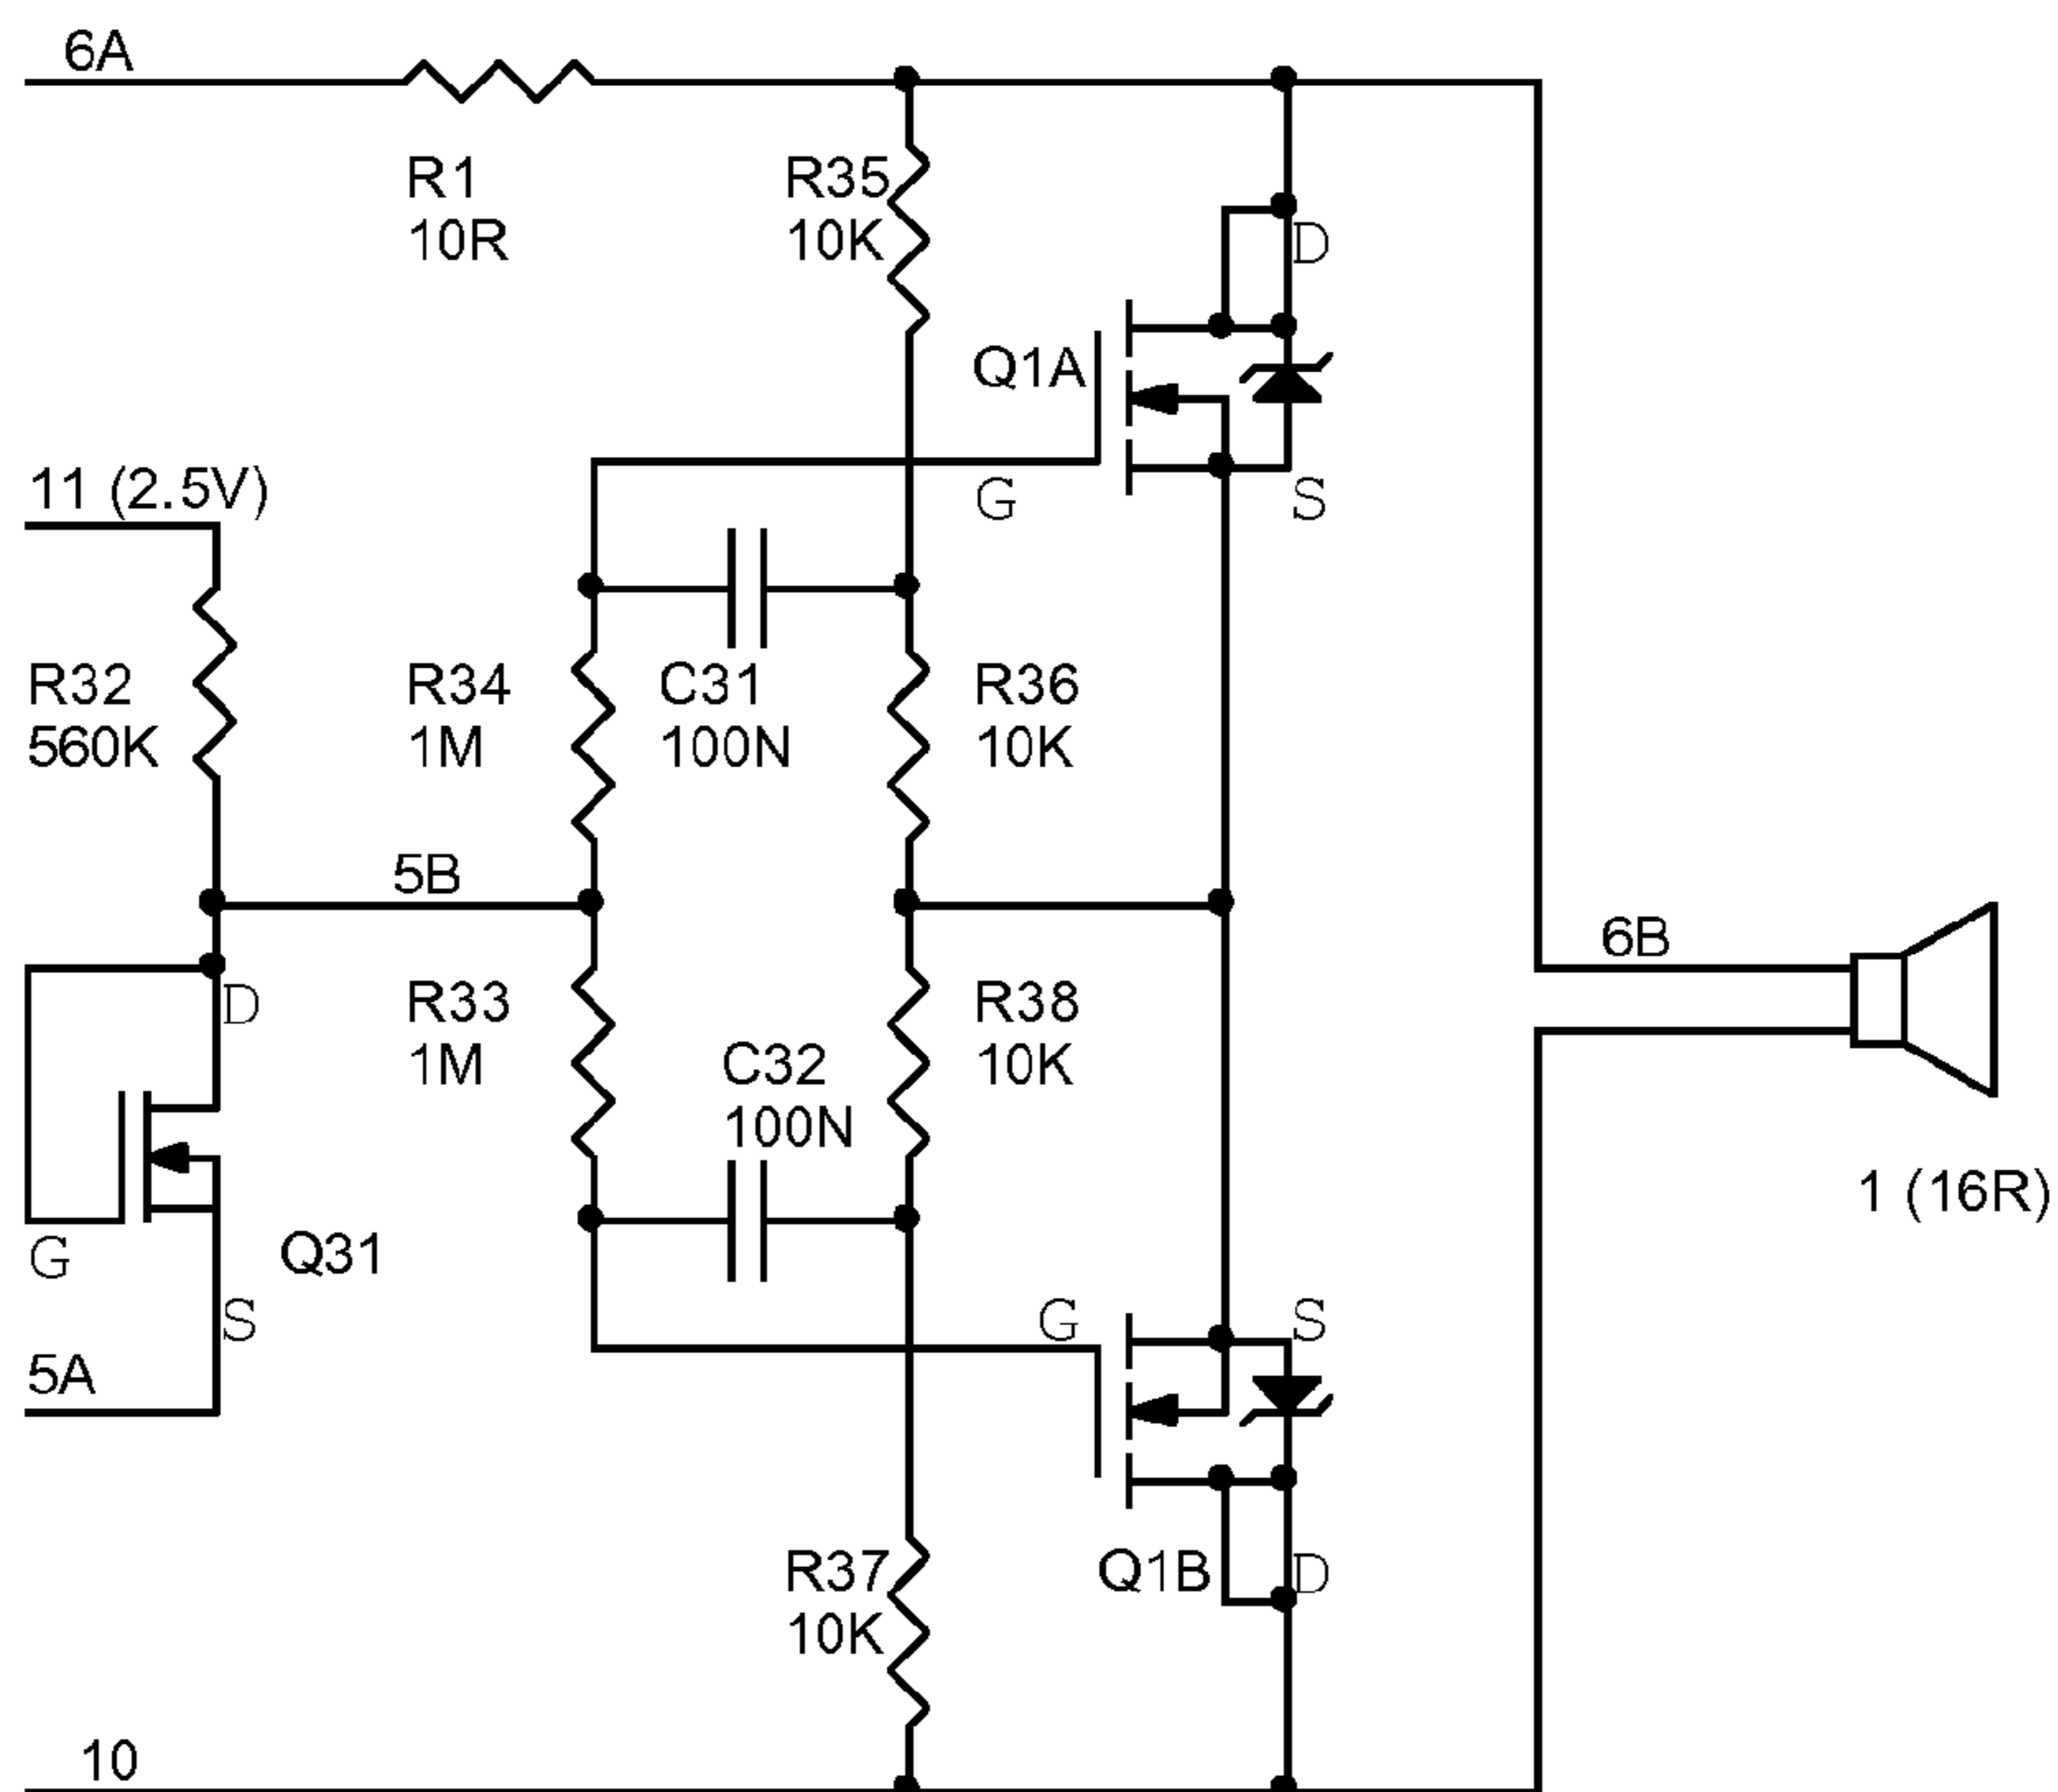 6A
R1
10R
R35
10K
D
Q1A
11 (2.5V)
G
S
R32
560K
R34
1M
C31
100N
R36
10K
5B
6B
D
R33
1M
C32
100N
R38
10K
1 (16R)
G
Q31
S
G
S
5A
R37
10K
Q1B
D
10